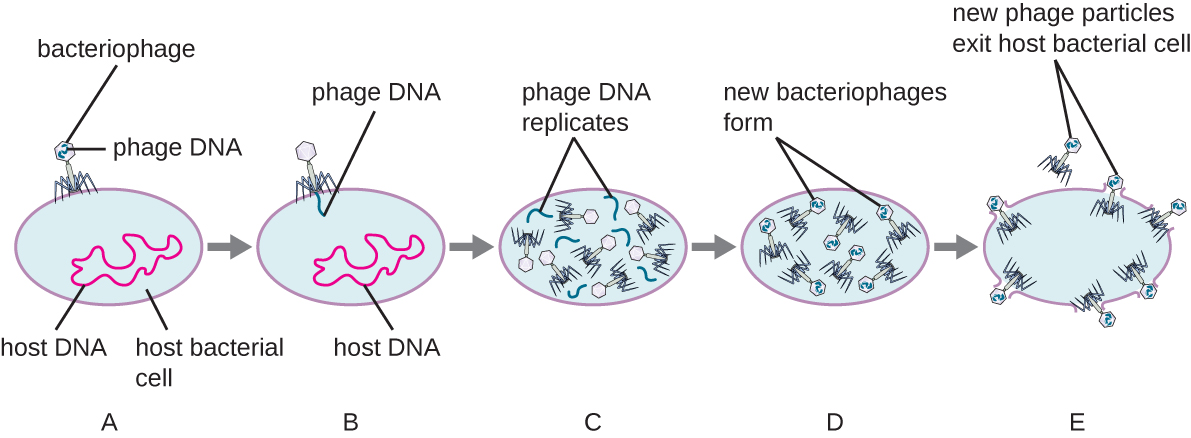 bacteriophage
phage DNA
host DNA
host bacterial
cell
phage DNA
host DNA
phage DNA
replicates
new bacteriophages
form
new phage particles
exit host bacterial cell
A
B
C
D
E